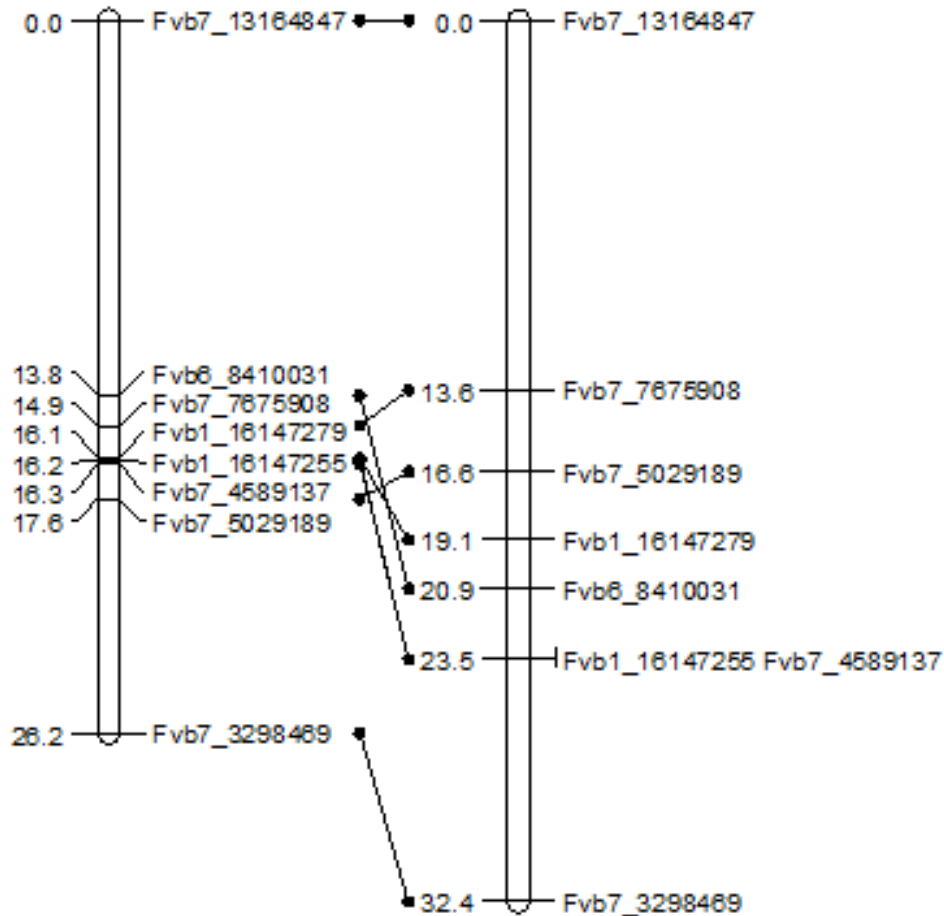 0.0 Fvb7_13164847 0.0 Fvb7_13164847
13.8 Fvb6_8410031
14.9 Fvb7_7675908 13.6 Fvb7_7675908
16.1 Fvb1_16147279
16.2 Fvb1_16147255 16.6 Fvb7_5029189
16.3 Fvb7_4589137
17.6 Fvb7_5029189
19.1 Fvb1_16147279
20.9 Fvb6_8410031
23.5 Fvb1_16147255 Fvb7_4589137
26.2 Fvb7_3298469
32.4 Fvb7_3298469